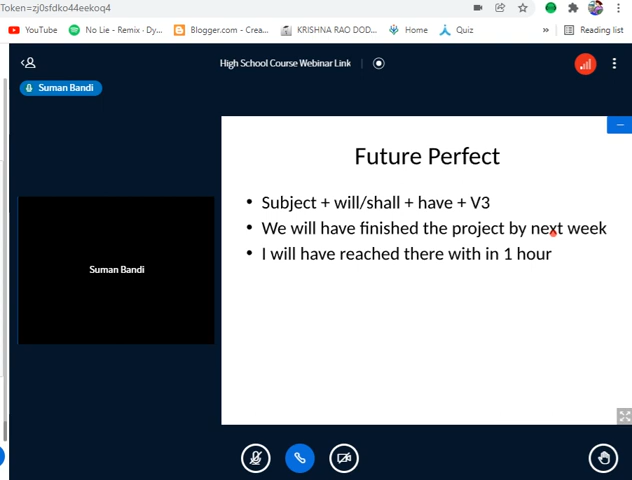 Token=zj0sfdko44eekoq4
YouTube
No Lie - Remix · Dy...
Blogger.com - Crea...
KRISHNA RAO DOD...
Home
Quiz
»
Reading list
High School Course Webinar Link
Suman Bandi
Future Perfect
• Subject + will/shall + have + V3
• We will have finished the project by next week
• I will have reached there with in 1 hour
Suman Bandi